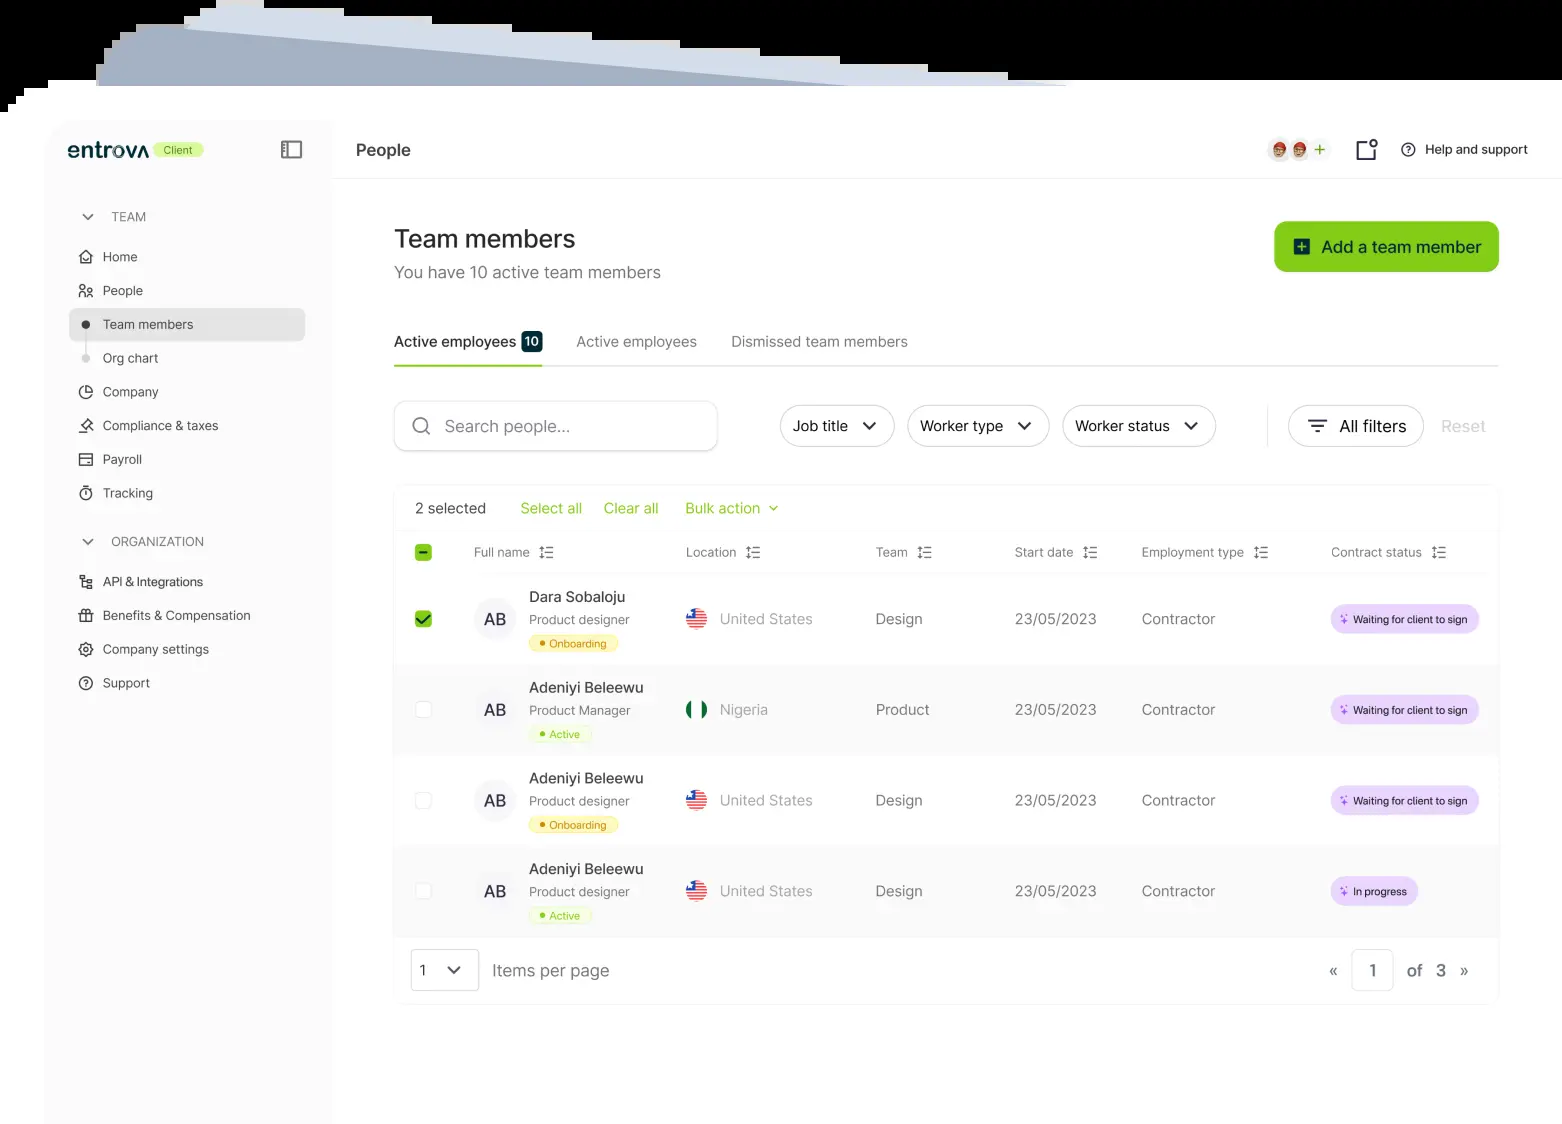 entrova Client
People
+
Help and support
TEAM
Home
People
Team members
Org chart
Company
Compliance & taxes
Payroll
Tracking
ORGANIZATION
API & Integrations
Benefits & Compensation
Company settings
Support
Team members
You have 10 active team members
Add a team member
Active employees 10 Active employees Dismissed team members
Search people... Job title Worker type Worker status All filters Reset
2 selected Select all Clear all Bulk action
Full name Location Team Start date Employment type Contract status
Dara Sobaloju
AB Product designer United States Design 23/05/2023 Contractor Waiting for client to sign
Onboarding
Adeniyi Beleewu
AB Product Manager Nigeria Product 23/05/2023 Contractor Waiting for client to sign
Active
Adeniyi Beleewu
AB Product designer United States Design 23/05/2023 Contractor Waiting for client to sign
Onboarding
Adeniyi Beleewu
AB Product designer United States Design 23/05/2023 Contractor In progress
Active
1 Items per page « 1 of 3 »